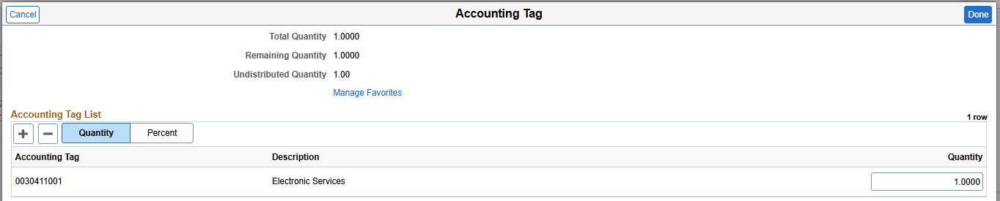 Cancel
Accounting Tag
Done
Total Quantity 1.0000
Remaining Quantity 1.0000
Undistributed Quantity 1.00
Manage Favorites
Accounting Tag List
1 row
Quantity Percent
Accounting Tag Description Quantity
0030411001 Electronic Services 1.0000